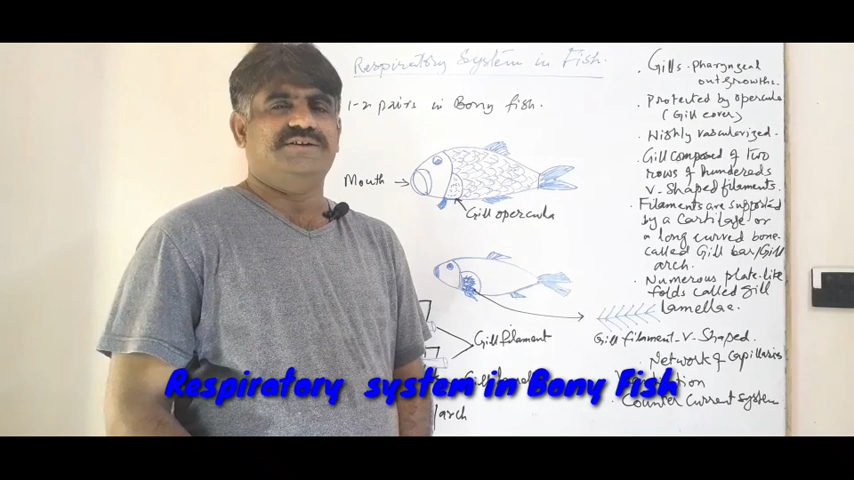 Respiratory System in Fish.
1-2 pairs in Bony fish.
Mouth
Gill opercula
Gill filament
/arch
Gill filament-V-Shaped.
. Gills. pharyngeal
outgrowths.
. Protected by opercula
(Gill cover)
. Highly vascularized.
. Gill composed of two
rows of hundereds
V-Shaped filaments.
. Filaments are supported
by a Cartilage or
a long curved bone
called Gill bar/Gill
arch.
. Numerous plate-like
folds called gill
lamellae.
. Network of Capillaries
. Counter Current system
Respiratory system in Bony Fish